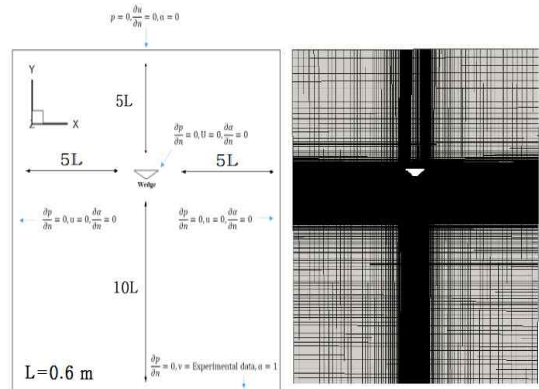 p = 0, ∂u/∂n = 0, α = 0
Y
Z
X
5L
∂p/∂n = 0, U = 0, ∂α/∂n = 0
5L
5L
Wedge
∂p/∂n = 0, u = 0, ∂α/∂n = 0
∂p/∂n = 0, u = 0, ∂α/∂n = 0
10L
∂p/∂n = 0, v = Experimental data, α = 1
L=0.6 m